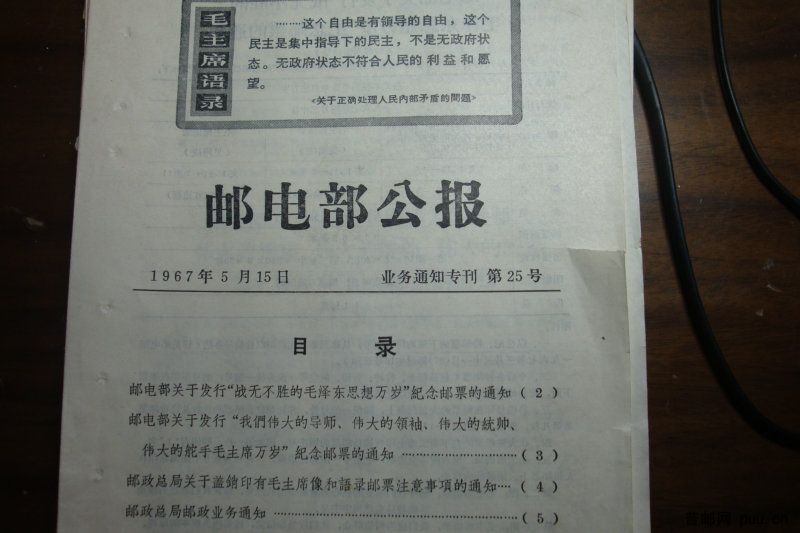 毛主席语录
………这个自由是有領导的自由，这个
民主是集中指导下的民主，不是无政府状
态。无政府状态不符合人民的利益和愿
望。
<关于正确处理人民內部矛盾的問題>
邮电部公报
1967年5月15日 业务通知专刊 第25号
目 录
邮电部关于发行“战无不胜的毛泽东思想万岁”紀念邮票的通知（2）
邮电部关于发行“我們伟大的导师、伟大的領袖、伟大的統帅、
伟大的舵手毛主席万岁”紀念邮票的通知………………（3）
邮政总局关于盖銷印有毛主席像和語录邮票注意事項的通知…（4）
邮政总局邮政业务通知………………………………（5）
普邮网 puu.cn